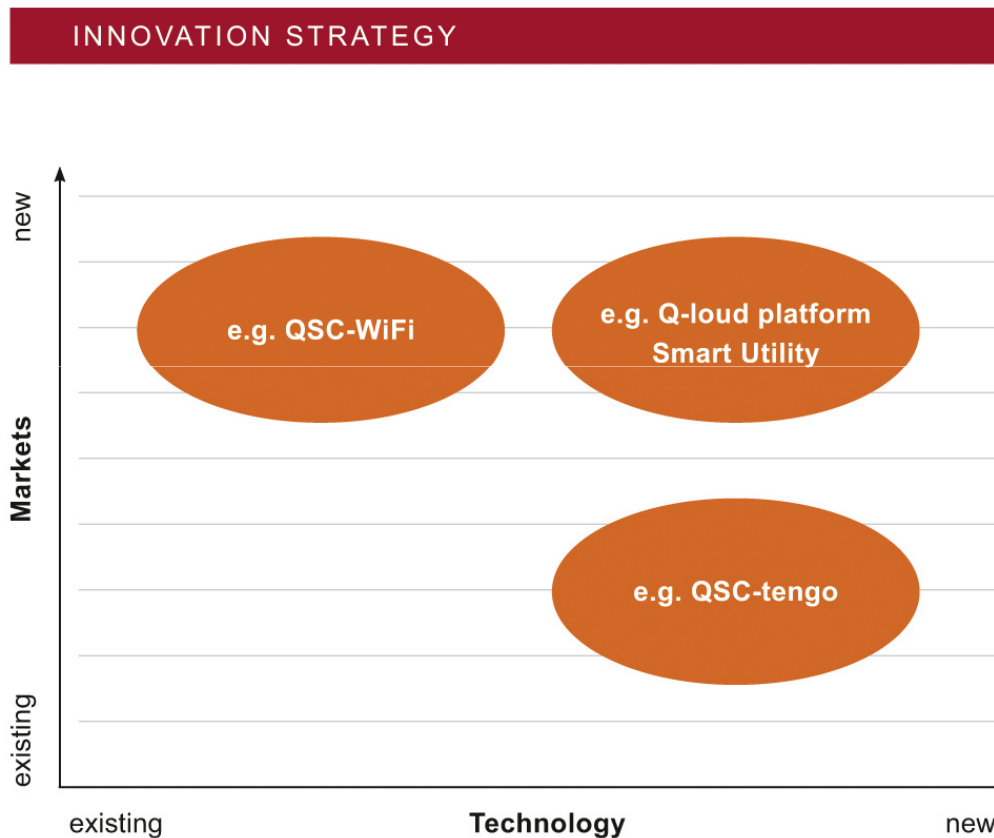 INNOVATION STRATEGY
new
e.g. QSC-WiFi
e.g. Q-loud platform
Smart Utility
Markets
e.g. QSC-tengo
existing
existing
Technology
new